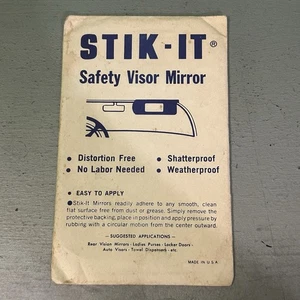 STIK-IT®
Safety Visor Mirror
• Distortion Free • Shatterproof
• No Labor Needed • Weatherproof
• EASY TO APPLY
• Stik-It Mirrors readily adhere to any smooth, clean
flat surface free from dust or grease. Simply remove the
protective backing, place in position and apply pressure by
rubbing with a circular motion from the center outward.
— SUGGESTED APPLICATIONS —
Rear Vision Mirrors - Ladies Purses - Locker Doors -
Auto Visors - Towel Dispensers - etc
MADE IN U.S.A.